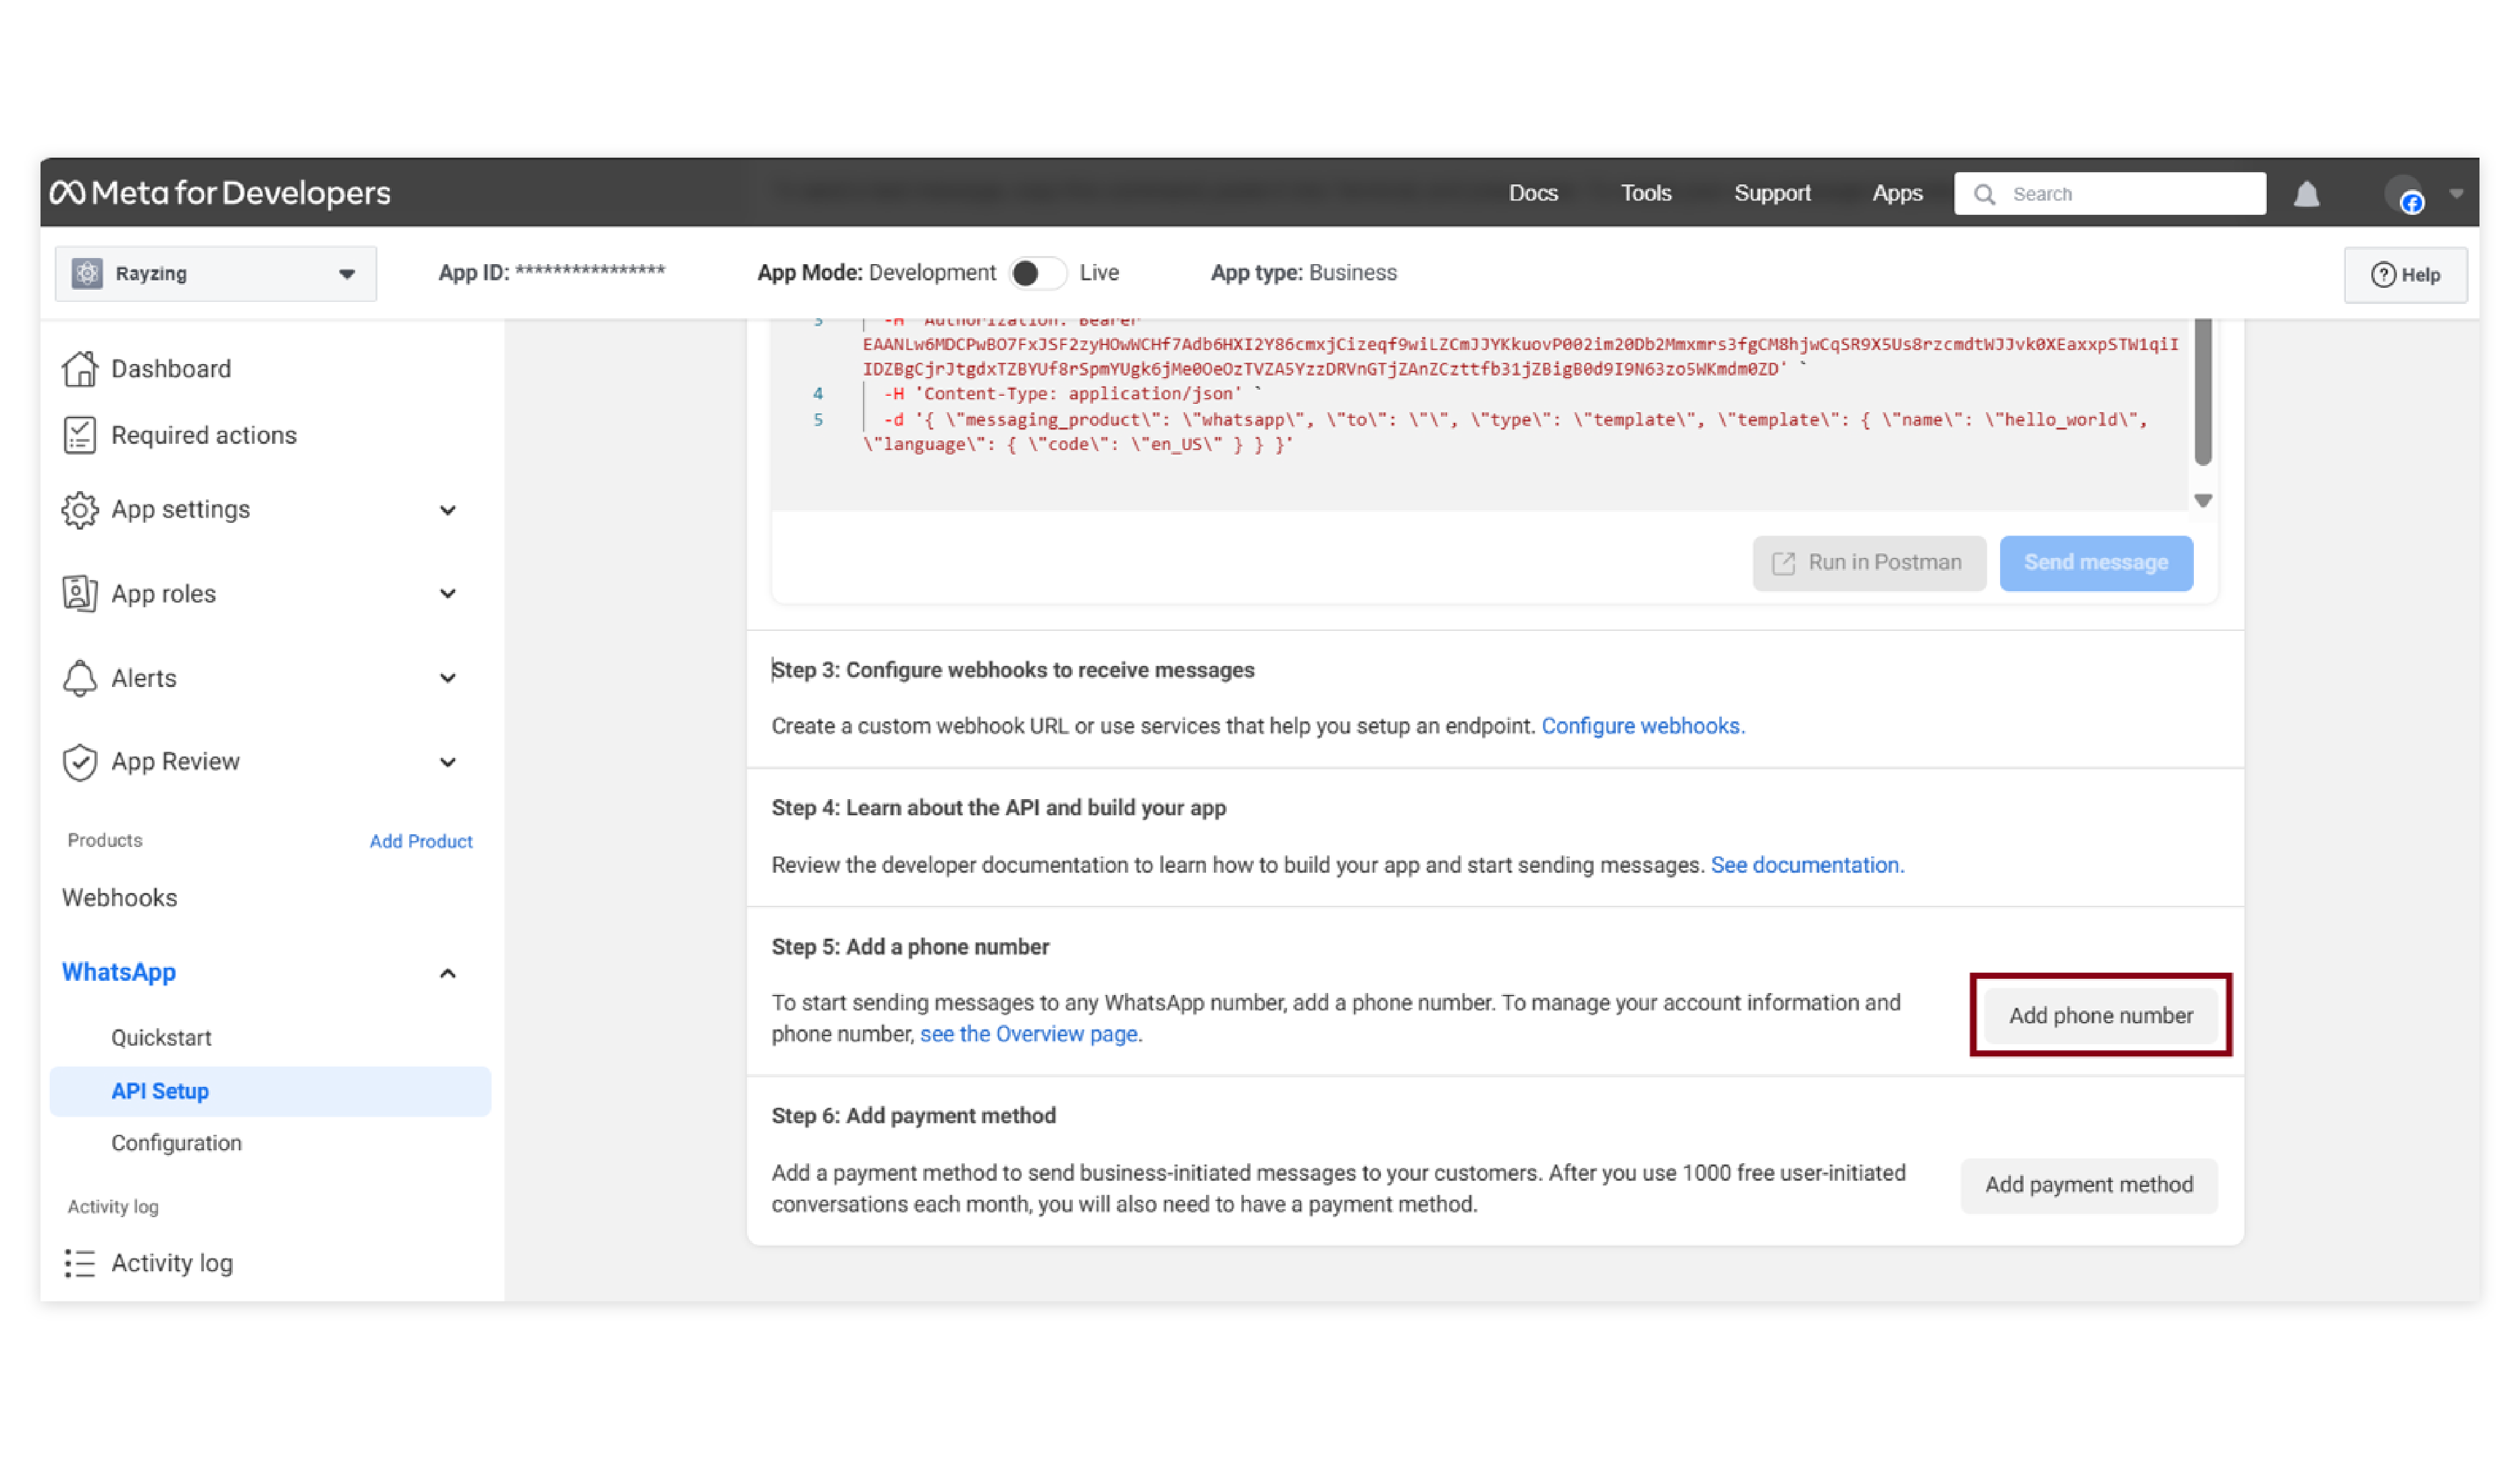 Meta for Developers Docs Tools Support Apps Search
Rayzing App ID: **************** App Mode: Development Live App type: Business Help
Dashboard
Required actions
App settings
App roles
Alerts
App Review
Products Add Product
Webhooks
WhatsApp
Quickstart
API Setup
Configuration
Activity log
Activity log
3 -H 'Authorization: Bearer
4 -H 'Content-Type: application/json' `
5 -d '{ \"messaging_product\": \"whatsapp\", \"to\": \"\", \"type\": \"template\", \"template\": { \"name\": \"hello_world\",
\"language\": { \"code\": \"en_US\" } } }'
Run in Postman Send message
Step 3: Configure webhooks to receive messages
Create a custom webhook URL or use services that help you setup an endpoint. Configure webhooks.
Step 4: Learn about the API and build your app
Review the developer documentation to learn how to build your app and start sending messages. See documentation.
Step 5: Add a phone number
To start sending messages to any WhatsApp number, add a phone number. To manage your account information and
phone number, see the Overview page.
Add phone number
Step 6: Add payment method
Add a payment method to send business-initiated messages to your customers. After you use 1000 free user-initiated
conversations each month, you will also need to have a payment method.
Add payment method